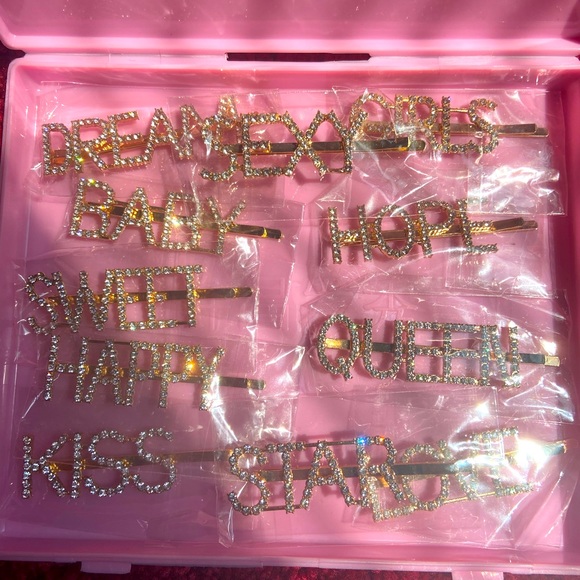 DREAM SEXY GIRLS
BABY HOPE
SWEET
HAPPY QUEEN
KISS STAR